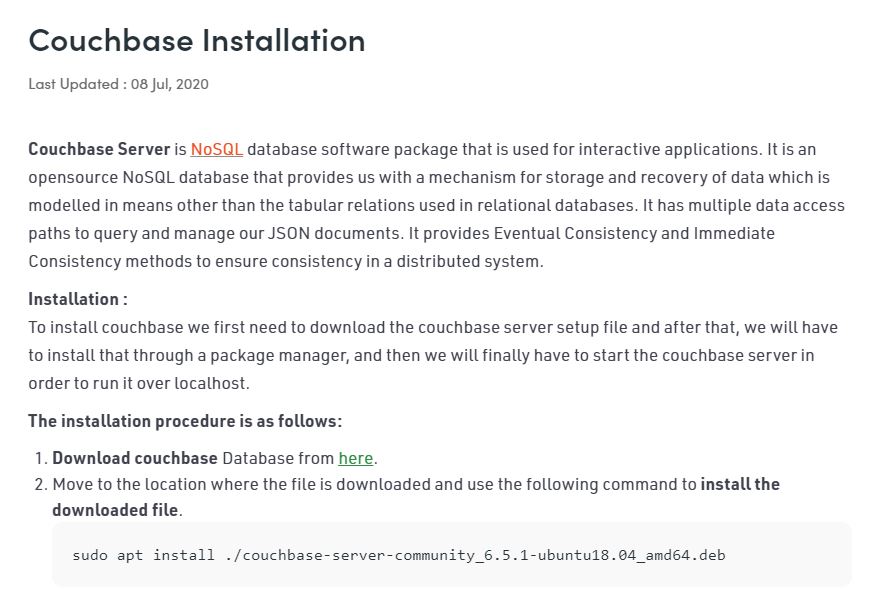 Couchbase Installation
Last Updated : 08 Jul, 2020
Couchbase Server is NoSQL database software package that is used for interactive applications. It is an
opensource NoSQL database that provides us with a mechanism for storage and recovery of data which is
modelled in means other than the tabular relations used in relational databases. It has multiple data access
paths to query and manage our JSON documents. It provides Eventual Consistency and Immediate
Consistency methods to ensure consistency in a distributed system.
Installation :
To install couchbase we first need to download the couchbase server setup file and after that, we will have
to install that through a package manager, and then we will finally have to start the couchbase server in
order to run it over localhost.
The installation procedure is as follows:
1. Download couchbase Database from here.
2. Move to the location where the file is downloaded and use the following command to install the
downloaded file.
sudo apt install ./couchbase-server-community_6.5.1-ubuntu18.04_amd64.deb